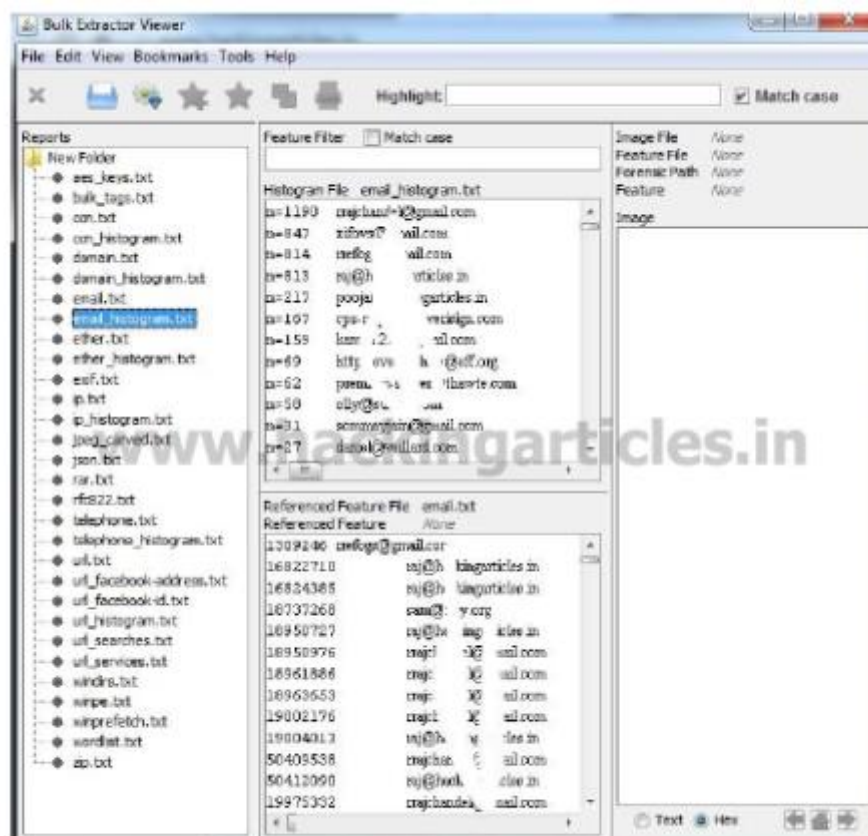 Bulk Extractor Viewer
File Edit View Bookmarks Tools Help
Highlight: Match case
Reports
New Folder
aes_keys.txt
bulk_tags.txt
ccn.txt
ccn_histogram.txt
domain.txt
domain_histogram.txt
email.txt
email_histogram.txt
ether.txt
ether_histogram.txt
exif.txt
ip.txt
ip_histogram.txt
jpeg_carved.txt
json.txt
rar.txt
rfc822.txt
telephone.txt
telephone_histogram.txt
url.txt
url_facebook-address.txt
url_facebook-id.txt
url_histogram.txt
url_searches.txt
url_services.txt
windirs.txt
winpe.txt
winprefetch.txt
wordlist.txt
zip.txt
Feature Filter Match case
Histogram File email_histogram.txt
n=1190
n=847
n=814
n=813
n=217
n=167
n=159
n=69
n=62
n=58
n=31
n=27
Referenced Feature File email.txt
Referenced Feature None
1309246
16822710
16824385
18737268
18950727
18950976
18961886
18963653
19002176
19004013
50409538
50412090
19975332
Image File None
Feature File None
Forensic Path None
Feature None
Image
Text Hex
www.hackingarticles.in